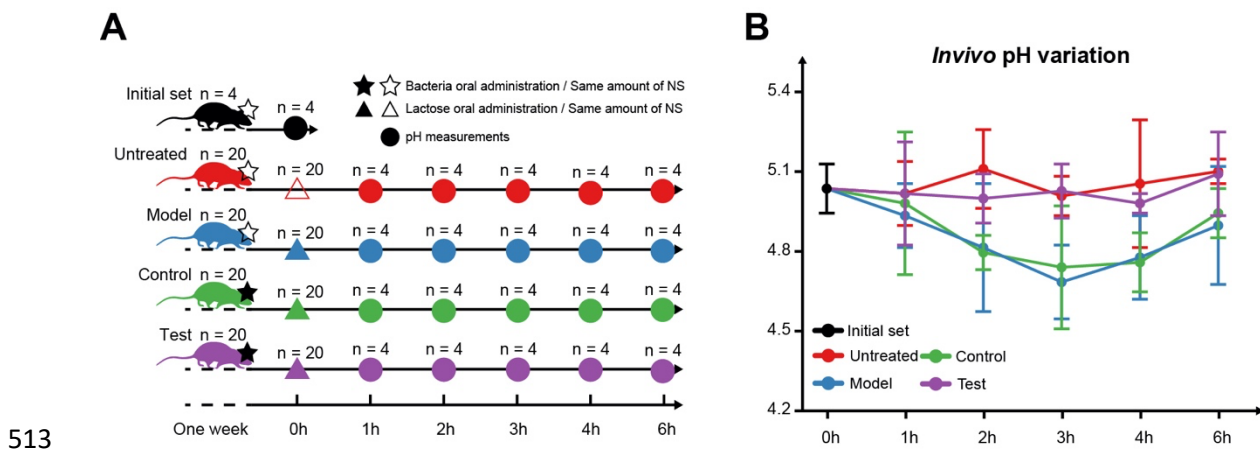 A
Initial set n = 4
n = 4
Bacteria oral administration / Same amount of NS
Lactose oral administration / Same amount of NS
pH measurements
Untreated n = 20
n = 20 n = 4 n = 4 n = 4 n = 4 n = 4
Model n = 20
n = 20 n = 4 n = 4 n = 4 n = 4 n = 4
Control n = 20
n = 20 n = 4 n = 4 n = 4 n = 4 n = 4
Test n = 20
n = 20 n = 4 n = 4 n = 4 n = 4 n = 4
One week 0h 1h 2h 3h 4h 6h
B
Invivo pH variation
5.4
5.1
4.8
4.5
4.2
Initial set
Untreated Control
Model Test
0h 1h 2h 3h 4h 6h
513